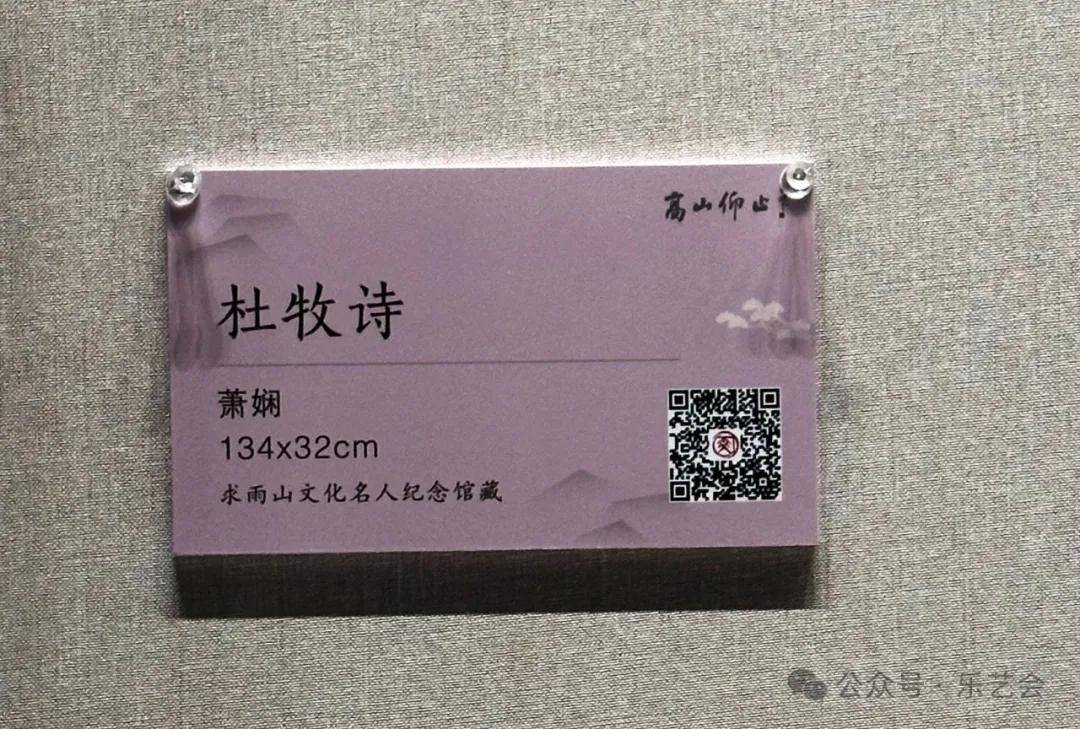 高山仰止
杜牧诗
萧娴
134x32cm
求雨山文化名人纪念馆藏
公众号·乐艺会